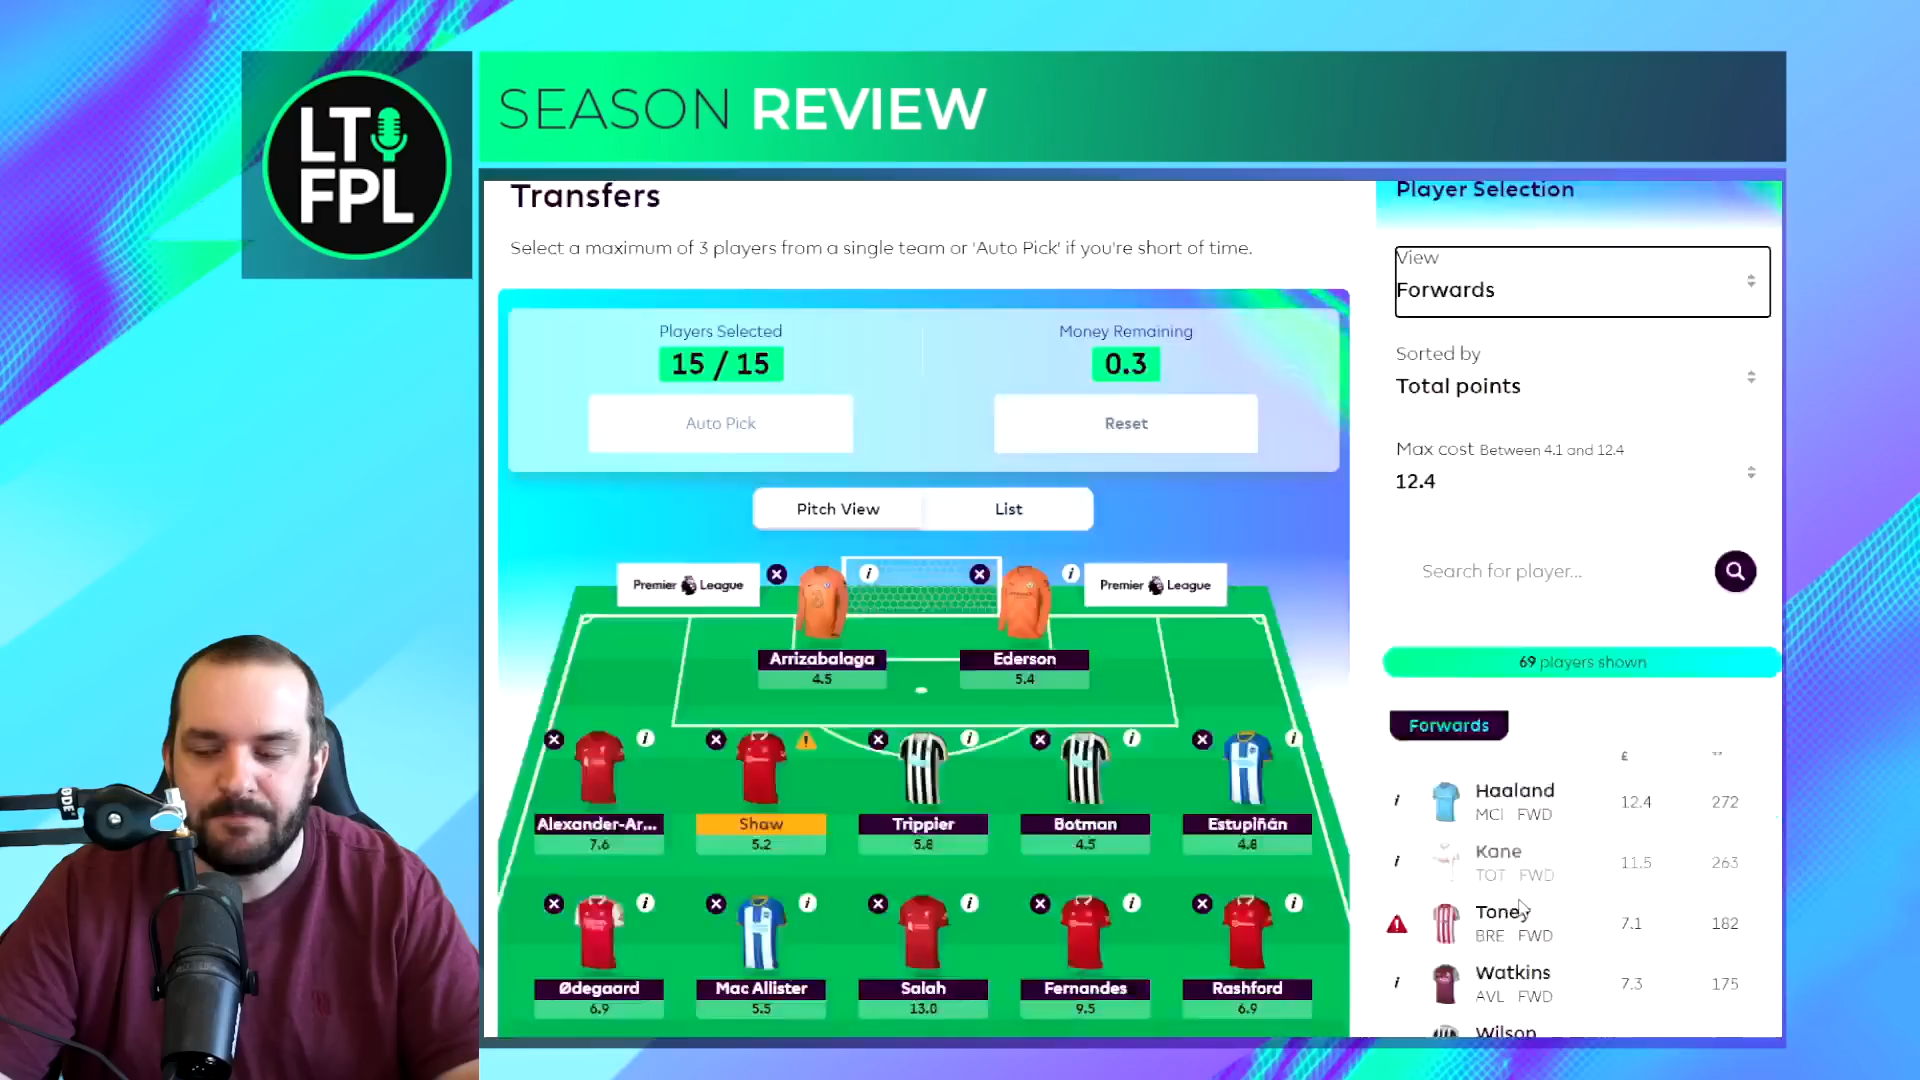 LT
FPL
SEASON REVIEW
Transfers
Select a maximum of 3 players from a single team or 'Auto Pick' if you're short of time.
Players Selected
15 / 15
Auto Pick
Money Remaining
0.3
Reset
Pitch View
List
Premier League
Premier League
Arrizabalaga
4.5
Ederson
5.4
Alexander-Ar...
7.6
Shaw
5.2
Trippier
5.8
Botman
4.5
Estupiñán
4.8
Ødegaard
6.9
Mac Allister
5.5
Salah
13.0
Fernandes
9.5
Rashford
6.9
Player Selection
View
Forwards
Sorted by
Total points
Max cost Between 4.1 and 12.4
12.4
Search for player...
69 players shown
Forwards
£
Haaland 12.4 272
MCI FWD
Kane 11.5 263
TOT FWD
Toney 7.1 182
BRE FWD
Watkins 7.3 175
AVL FWD
Wilson